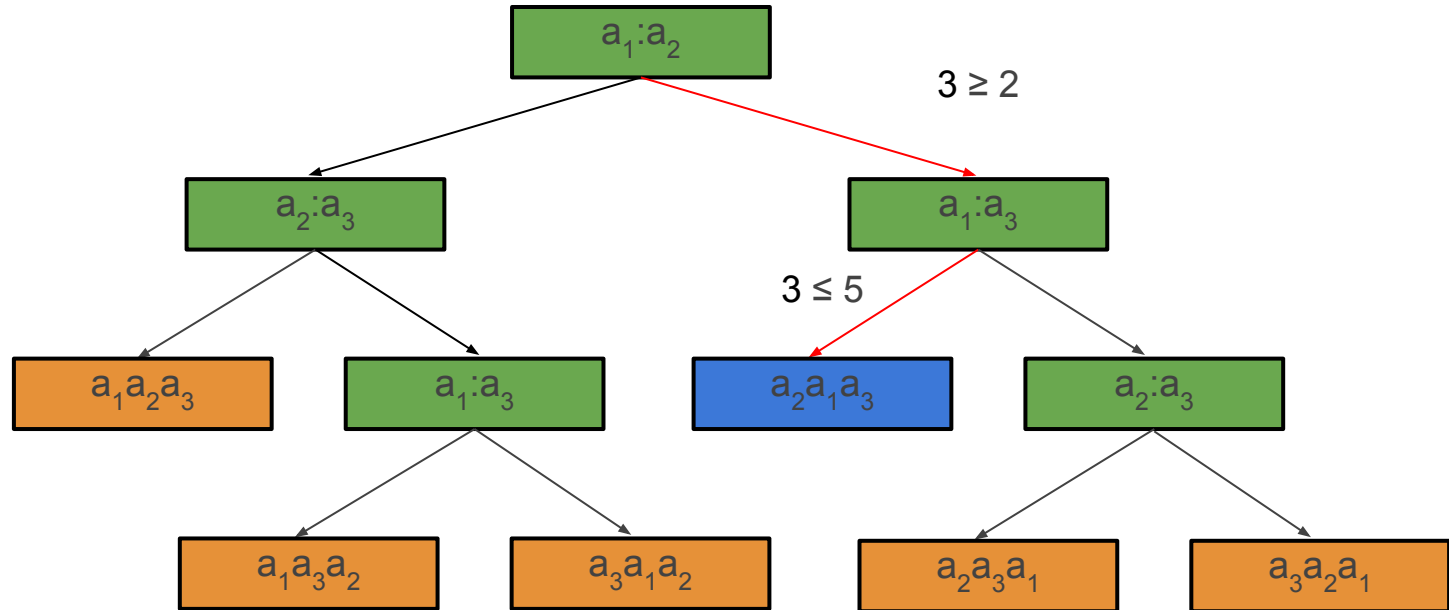 a₁:a₂
3 ≥ 2
a₂:a₃
a₁:a₃
3 ≤ 5
a₁a₂a₃
a₁:a₃
a₂a₁a₃
a₂:a₃
a₁a₃a₂
a₃a₁a₂
a₂a₃a₁
a₃a₂a₁